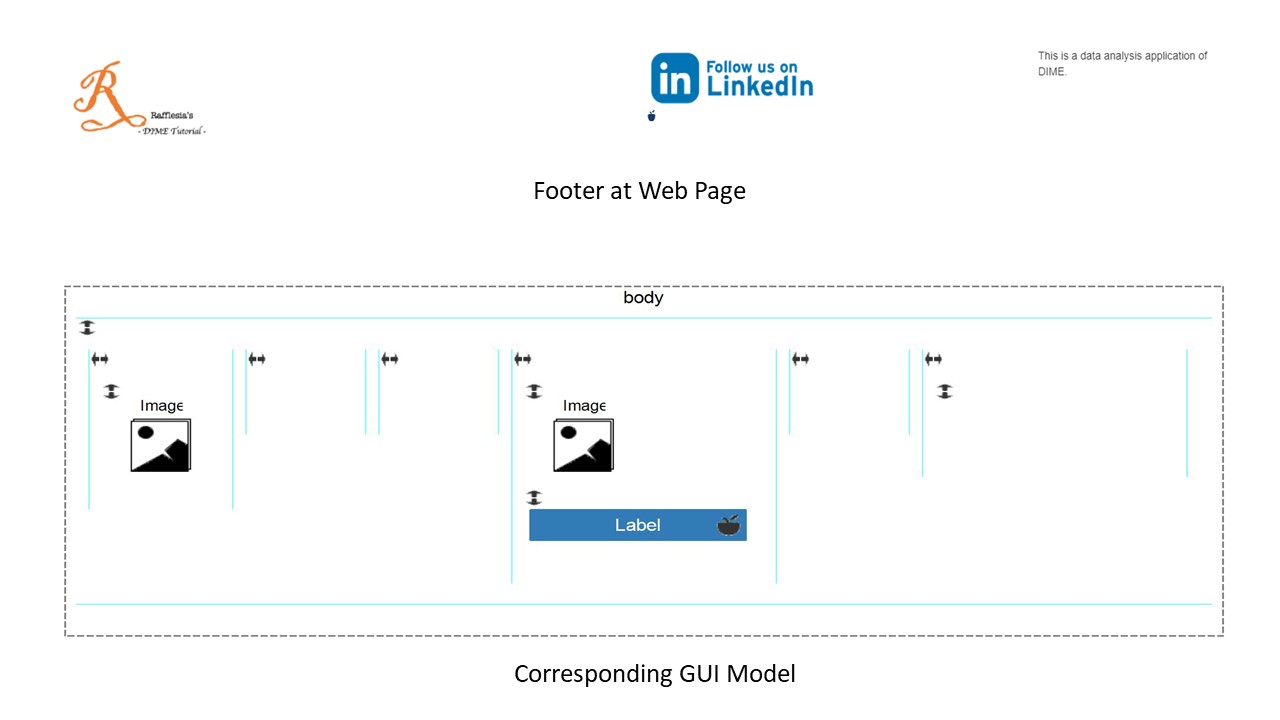 Rafflesia's
- DIME Tutorial -
in Follow us on
LinkedIn
This is a data analysis application of
DIME.
Footer at Web Page
body
Image
Image
Label
Corresponding GUI Model